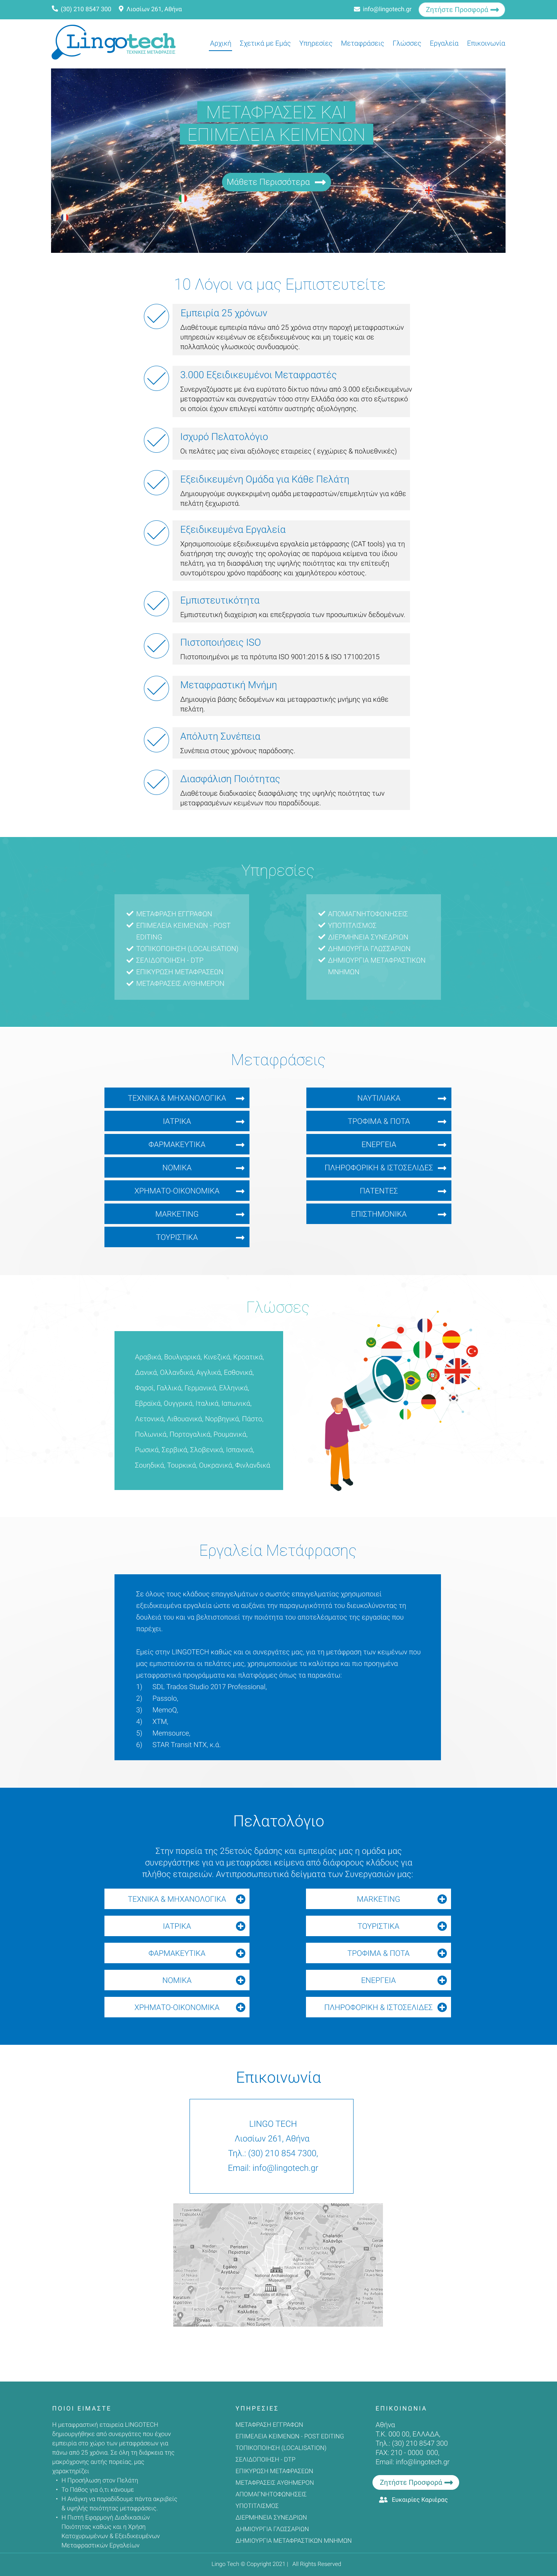 (30) 210 8547 300 Λιοσίων 261, Αθήνα info@lingotech.gr Ζητήστε Προσφορά
Lingotech
ΤΕΧΝΙΚΕΣ ΜΕΤΑΦΡΑΣΕΙΣ
Αρχική Σχετικά με Εμάς Υπηρεσίες Μεταφράσεις Γλώσσες Εργαλεία Επικοινωνία
ΜΕΤΑΦΡΑΣΕΙΣ ΚΑΙ
ΕΠΙΜΕΛΕΙΑ ΚΕΙΜΕΝΩΝ
Μάθετε Περισσότερα
10 Λόγοι να μας Εμπιστευτείτε
Εμπειρία 25 χρόνων
Διαθέτουμε εμπειρία πάνω από 25 χρόνια στην παροχή μεταφραστικών
υπηρεσιών κειμένων σε εξειδικευμένους και μη τομείς και σε
πολλαπλούς γλωσικούς συνδυασμούς.
3.000 Εξειδικευμένοι Μεταφραστές
Συνεργαζόμαστε με ένα ευρύτατο δίκτυο πάνω από 3.000 εξειδικευμένων
μεταφραστών και συνεργατών τόσο στην Ελλάδα όσο και στο εξωτερικό
οι οποίοι έχουν επιλεγεί κατόπιν αυστηρής αξιολόγησης.
Ισχυρό Πελατολόγιο
Οι πελάτες μας είναι αξιόλογες εταιρείες ( εγχώριες & πολυεθνικές)
Εξειδικευμένη Ομάδα για Κάθε Πελάτη
Δημιουργούμε συγκεκριμένη ομάδα μεταφραστών/επιμελητών για κάθε
πελάτη ξεχωριστά.
Εξειδικευμένα Εργαλεία
Χρησιμοποιούμε εξειδικευμένα εργαλεία μετάφρασης (CAT tools) για τη
διατήρηση της συνοχής της ορολογίας σε παρόμοια κείμενα του ίδιου
πελάτη, για τη διασφάλιση της υψηλής ποιότητας και την επίτευξη
συντομότερου χρόνο παράδοσης και χαμηλότερου κόστους.
Εμπιστευτικότητα
Εμπιστευτική διαχείριση και επεξεργασία των προσωπικών δεδομένων.
Πιστοποιήσεις ISO
Πιστοποιημένοι με τα πρότυπα ISO 9001:2015 & ISO 17100:2015
Μεταφραστική Μνήμη
Δημιουργία βάσης δεδομένων και μεταφραστικής μνήμης για κάθε
πελάτη.
Απόλυτη Συνέπεια
Συνέπεια στους χρόνους παράδοσης.
Διασφάλιση Ποιότητας
Διαθέτουμε διαδικασίες διασφάλισης της υψηλής ποιότητας των
μεταφρασμένων κειμένων που παραδίδουμε.
Υπηρεσίες
ΜΕΤΑΦΡΑΣΗ ΕΓΓΡΑΦΩΝ
ΕΠΙΜΕΛΕΙΑ ΚΕΙΜΕΝΩΝ - POST
EDITING
ΤΟΠΙΚΟΠΟΙΗΣΗ (LOCALISATION)
ΣΕΛΙΔΟΠΟΙΗΣΗ - DTP
ΕΠΙΚΥΡΩΣΗ ΜΕΤΑΦΡΑΣΕΩΝ
ΜΕΤΑΦΡΑΣΕΙΣ ΑΥΘΗΜΕΡΟΝ
ΑΠΟΜΑΓΝΗΤΟΦΩΝΗΣΕΙΣ
ΥΠΟΤΙΤΛΙΣΜΟΣ
ΔΙΕΡΜΗΝΕΙΑ ΣΥΝΕΔΡΙΩΝ
ΔΗΜΙΟΥΡΓΙΑ ΓΛΩΣΣΑΡΙΩΝ
ΔΗΜΙΟΥΡΓΙΑ ΜΕΤΑΦΡΑΣΤΙΚΩΝ
ΜΝΗΜΩΝ
Μεταφράσεις
ΤΕΧΝΙΚΑ & ΜΗΧΑΝΟΛΟΓΙΚΑ
ΙΑΤΡΙΚΑ
ΦΑΡΜΑΚΕΥΤΙΚΑ
ΝΟΜΙΚΑ
ΧΡΗΜΑΤΟ-ΟΙΚΟΝΟΜΙΚΑ
MARKETING
ΤΟΥΡΙΣΤΙΚΑ
ΝΑΥΤΙΛΙΑΚΑ
ΤΡΟΦΙΜΑ & ΠΟΤΑ
ΕΝΕΡΓΕΙΑ
ΠΛΗΡΟΦΟΡΙΚΗ & ΙΣΤΟΣΕΛΙΔΕΣ
ΠΑΤΕΝΤΕΣ
ΕΠΙΣΤΗΜΟΝΙΚΑ
Γλώσσες
Αραβικά, Βουλγαρικά, Κινεζικά, Κροατικά,
Δανικά, Ολλανδικά, Αγγλικά, Εσθονικά,
Φαρσί, Γαλλικά, Γερμανικά, Ελληνικά,
Εβραϊκά, Ουγγρικά, Ιταλικά, Ιαπωνικά,
Λετονικά, Λιθουανικά, Νορβηγικά, Πάστο,
Πολωνικά, Πορτογαλικά, Ρουμανικά,
Ρωσικά, Σερβικά, Σλοβενικά, Ισπανικά,
Σουηδικά, Τουρκικά, Ουκρανικά, Φινλανδικά
Εργαλεία Μετάφρασης
Σε όλους τους κλάδους επαγγελμάτων ο σωστός επαγγελματίας χρησιμοποιεί
εξειδικευμένα εργαλεία ώστε να αυξάνει την παραγωγικότητά του διευκολύνοντας τη
δουλειά του και να βελτιστοποιεί την ποιότητα του αποτελέσματος της εργασίας που
παρέχει.
Εμείς στην LINGOTECH καθώς και οι συνεργάτες μας, για τη μετάφραση των κειμένων που
μας εμπιστεύονται οι πελάτες μας, χρησιμοποιούμε τα καλύτερα και πιο προηγμένα
μεταφραστικά προγράμματα και πλατφόρμες όπως τα παρακάτω:
1) SDL Trados Studio 2017 Professional,
2) Passolo,
3) MemoQ,
4) XTM,
5) Memsource,
6) STAR Transit NTX, κ.ά.
Πελατολόγιο
Στην πορεία της 25ετούς δράσης και εμπειρίας μας η ομάδα μας
συνεργάστηκε για να μεταφράσει κείμενα από διάφορους κλάδους για
πλήθος εταιρειών. Αντιπροσωπευτικά δείγματα των Συνεργασιών μας:
ΤΕΧΝΙΚΑ & ΜΗΧΑΝΟΛΟΓΙΚΑ
ΙΑΤΡΙΚΑ
ΦΑΡΜΑΚΕΥΤΙΚΑ
ΝΟΜΙΚΑ
ΧΡΗΜΑΤΟ-ΟΙΚΟΝΟΜΙΚΑ
MARKETING
ΤΟΥΡΙΣΤΙΚΑ
ΤΡΟΦΙΜΑ & ΠΟΤΑ
ΕΝΕΡΓΕΙΑ
ΠΛΗΡΟΦΟΡΙΚΗ & ΙΣΤΟΣΕΛΙΔΕΣ
Επικοινωνία
LINGO TECH
Λιοσίων 261, Αθήνα
Τηλ.: (30) 210 854 7300,
Email: info@lingotech.gr
ΠΟΙΟΙ ΕΙΜΑΣΤΕ
Η μεταφραστική εταιρεία LINGOTECH
δημιουργήθηκε από συνεργάτες που έχουν
εμπειρία στο χώρο των μεταφράσεων για
πάνω από 25 χρόνια. Σε όλη τη διάρκεια της
μακρόχρονης αυτής πορείας, μας
χαρακτηρίζει
• Η Προσήλωση στον Πελάτη
• Το Πάθος για ό,τι κάνουμε
• Η Ανάγκη να παραδίδουμε πάντα ακριβείς
& υψηλής ποιότητας μεταφράσεις,
• Η Πιστή Εφαρμογή Διαδικασιών
Ποιότητας καθώς και η Χρήση
Κατοχυρωμένων & Εξειδικευμένων
Μεταφραστικών Εργαλείων
ΥΠΗΡΕΣΙΕΣ
ΜΕΤΑΦΡΑΣΗ ΕΓΓΡΑΦΩΝ
ΕΠΙΜΕΛΕΙΑ ΚΕΙΜΕΝΩΝ - POST EDITING
ΤΟΠΙΚΟΠΟΙΗΣΗ (LOCALISATION)
ΣΕΛΙΔΟΠΟΙΗΣΗ - DTP
ΕΠΙΚΥΡΩΣΗ ΜΕΤΑΦΡΑΣΕΩΝ
ΜΕΤΑΦΡΑΣΕΙΣ ΑΥΘΗΜΕΡΟΝ
ΑΠΟΜΑΓΝΗΤΟΦΩΝΗΣΕΙΣ
ΥΠΟΤΙΤΛΙΣΜΟΣ
ΔΙΕΡΜΗΝΕΙΑ ΣΥΝΕΔΡΙΩΝ
ΔΗΜΙΟΥΡΓΙΑ ΓΛΩΣΣΑΡΙΩΝ
ΔΗΜΙΟΥΡΓΙΑ ΜΕΤΑΦΡΑΣΤΙΚΩΝ ΜΝΗΜΩΝ
ΕΠΙΚΟΙΝΩΝΙΑ
Αθήνα
Τ.Κ. 000 00, ΕΛΛΑΔΑ,
Τηλ.: (30) 210 8547 300
FAX: 210 - 0000 000,
Email: info@lingotech.gr
Ζητήστε Προσφορά
Ευκαιρίες Καριέρας
Lingo Tech © Copyright 2021 | All Rights Reserved